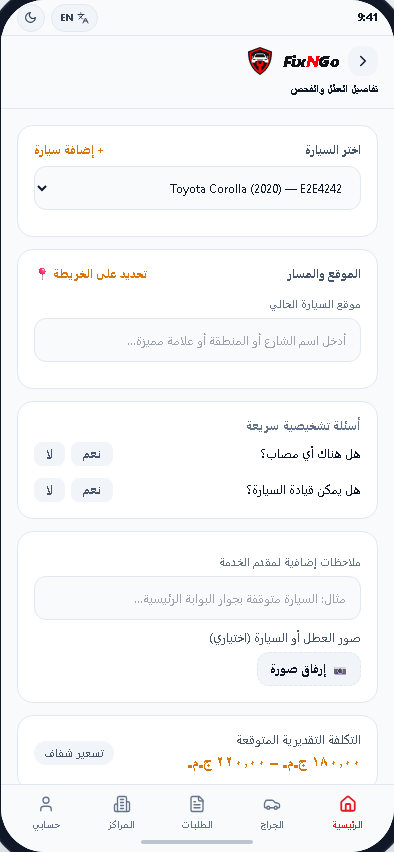 9:41
EN
FixNGo
تفاصيل العطل والفحص
اختر السيارة
+ إضافة سيارة
Toyota Corolla (2020) — E2E4242
الموقع والمسار
تحديد على الخريطة
موقع السيارة الحالي
أدخل اسم الشارع أو المنطقة أو علامة مميزة...
أسئلة تشخيصية سريعة
هل هناك أي مصاب؟
نعم
لا
هل يمكن قيادة السيارة؟
نعم
لا
ملاحظات إضافية لمقدم الخدمة
مثال: السيارة متوقفة بجوار البوابة الرئيسية...
صور العطل أو السيارة (اختياري)
إرفاق صورة
التكلفة التقديرية المتوقعة
١٨٠٫٠٠ ج.م. – ٢٢٠٫٠٠ ج.م.
تسعير شفاف
الرئيسية
الجراج
الطلبات
المراكز
حسابي